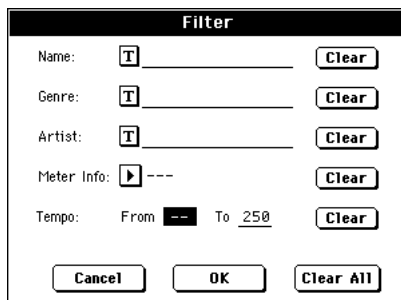 Filter
Name: T Clear
Genre: T Clear
Artist: T Clear
Meter Info: --- Clear
Tempo: From -- To 250 Clear
Cancel OK Clear All